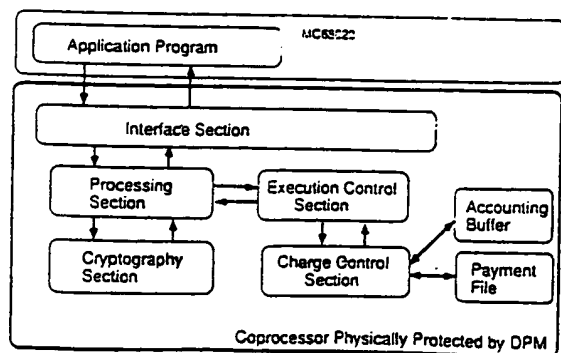 Application Program
Interface Section
Processing
Section
Execution Control
Section
Accounting
Buffer
Cryptography
Section
Charge Control
Section
Payment
File
Coprocessor Physically Protected by DPM